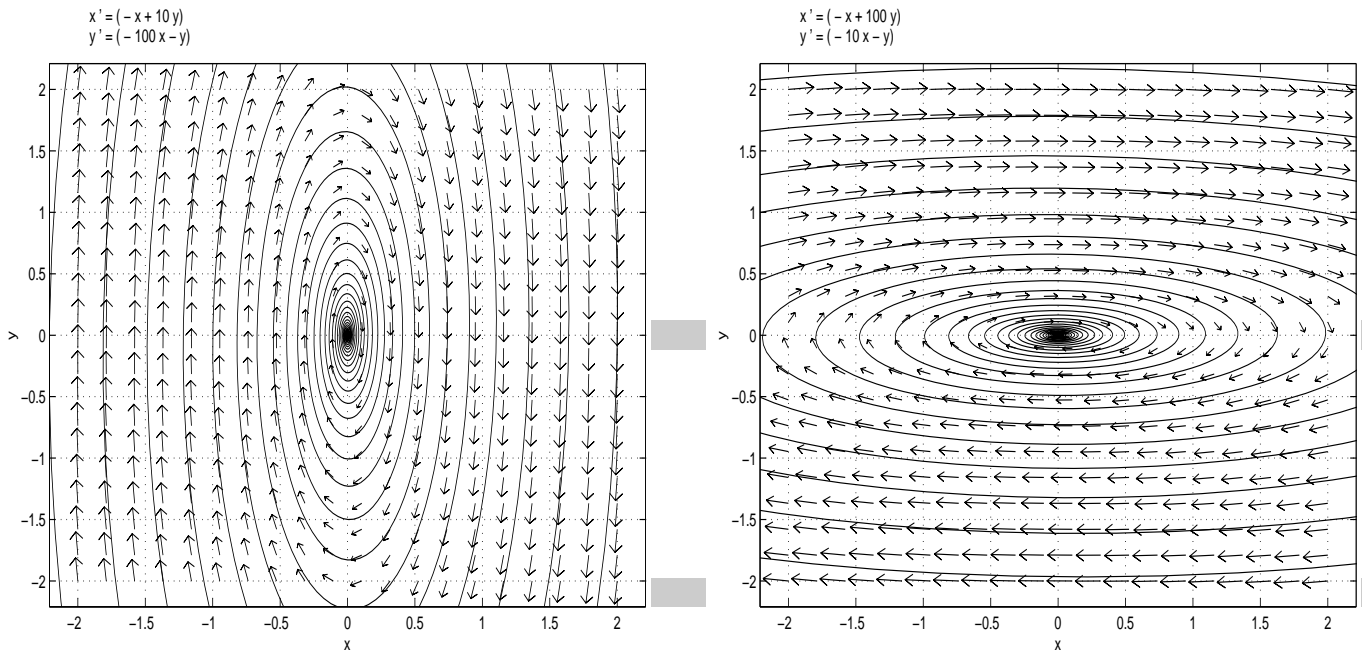 x ' = ( − x + 10 y)
y ' = ( − 100 x − y)
2
1.5
1
0.5
0
−0.5
−1
−1.5
−2
y
−2 −1.5 −1 −0.5 0 0.5 1 1.5 2
x
x ' = ( − x + 100 y)
y ' = ( − 10 x − y)
2
1.5
1
0.5
0
−0.5
−1
−1.5
−2
y
−2 −1.5 −1 −0.5 0 0.5 1 1.5 2
x